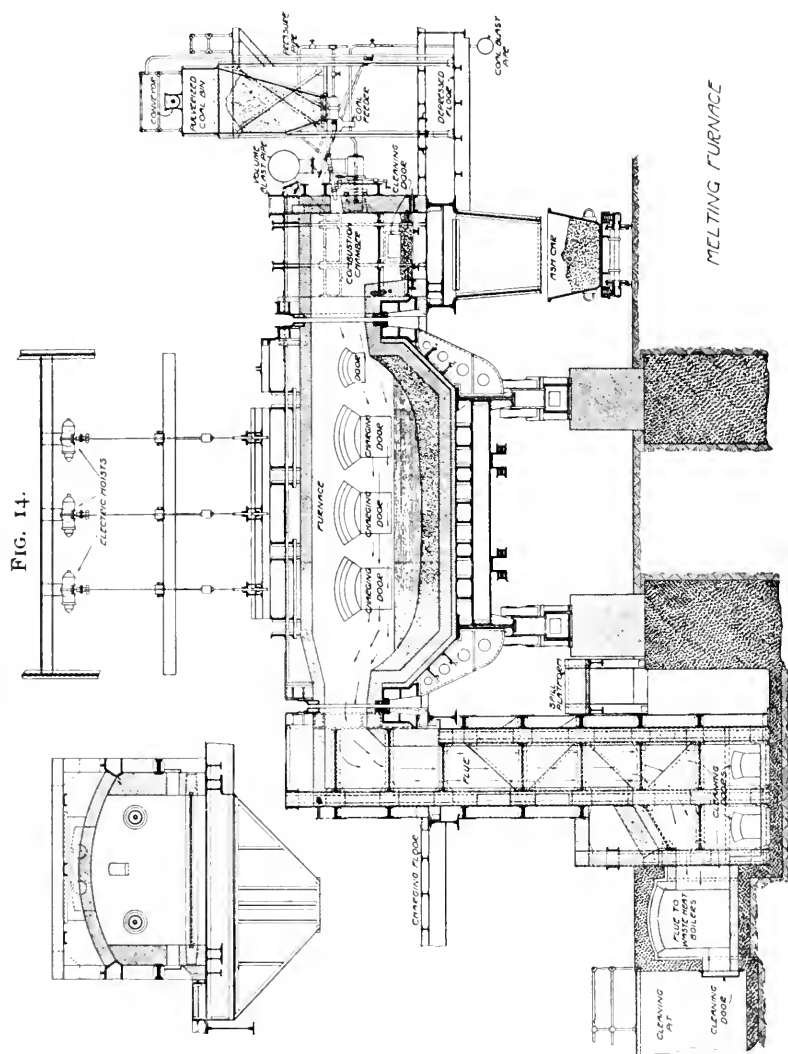 FIG. 14.
ELECTRIC HOISTS
CONVEYOR
PULVERIZED
COAL BIN
PRESSURE
PIPE
VOLUME
BLAST PIPE
COAL
FEEDER
CLEANING
DOOR
COMBUSTION
CHAMBER
DEPRESSED
FLOOR
COAL BLAST
PIPE
FURNACE
CHARGING
DOOR
CHARGING
DOOR
CHARGING
DOOR
DOOR
ASH CAR
FLUE
CHARGING FLOOR
SPILL
PLATFORM
CLEANING
DOORS
FLUE TO
WASTE HEAT
BOILERS
CLEANING
PIT
CLEANING
DOOR
MELTING FURNACE